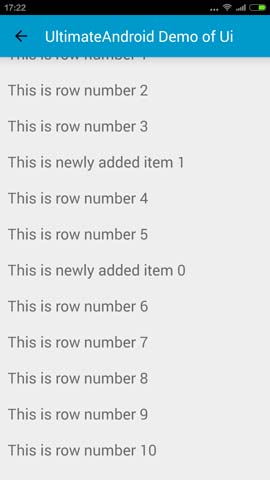 17:22
UltimateAndroid Demo of Ui
This is row number 1
This is row number 2
This is row number 3
This is newly added item 1
This is row number 4
This is row number 5
This is newly added item 0
This is row number 6
This is row number 7
This is row number 8
This is row number 9
This is row number 10